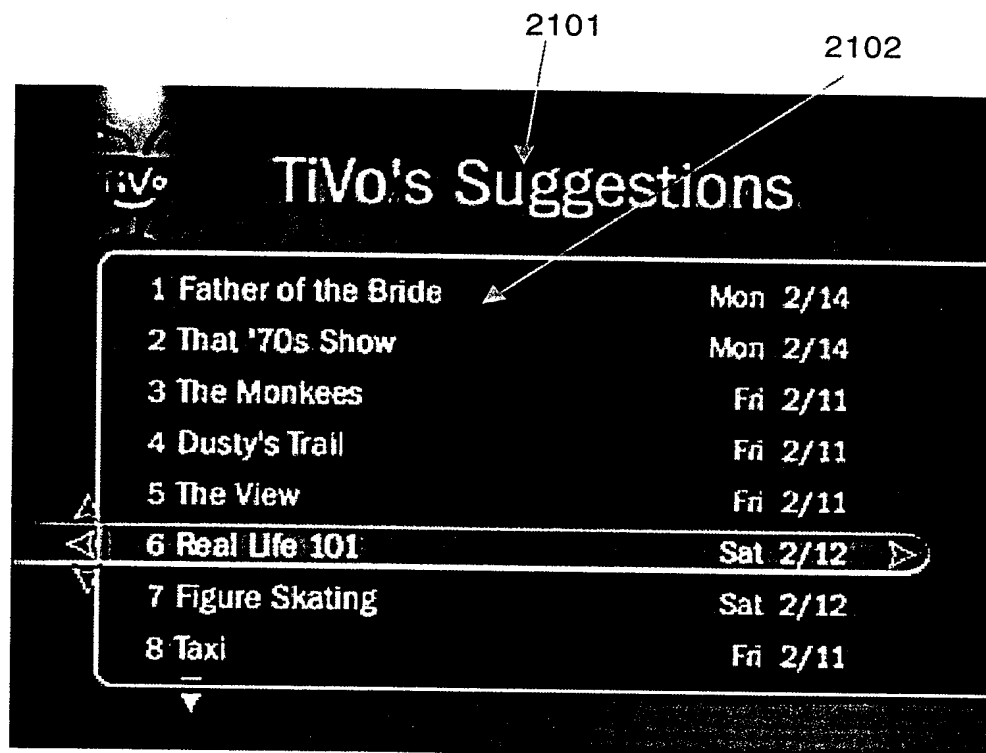 2101
2102
TiVo
TiVo's Suggestions
1 Father of the Bride Mon 2/14
2 That '70s Show Mon 2/14
3 The Monkees Fri 2/11
4 Dusty's Trail Fri 2/11
5 The View Fri 2/11
6 Real Life 101 Sat 2/12
7 Figure Skating Sat 2/12
8 Taxi Fri 2/11